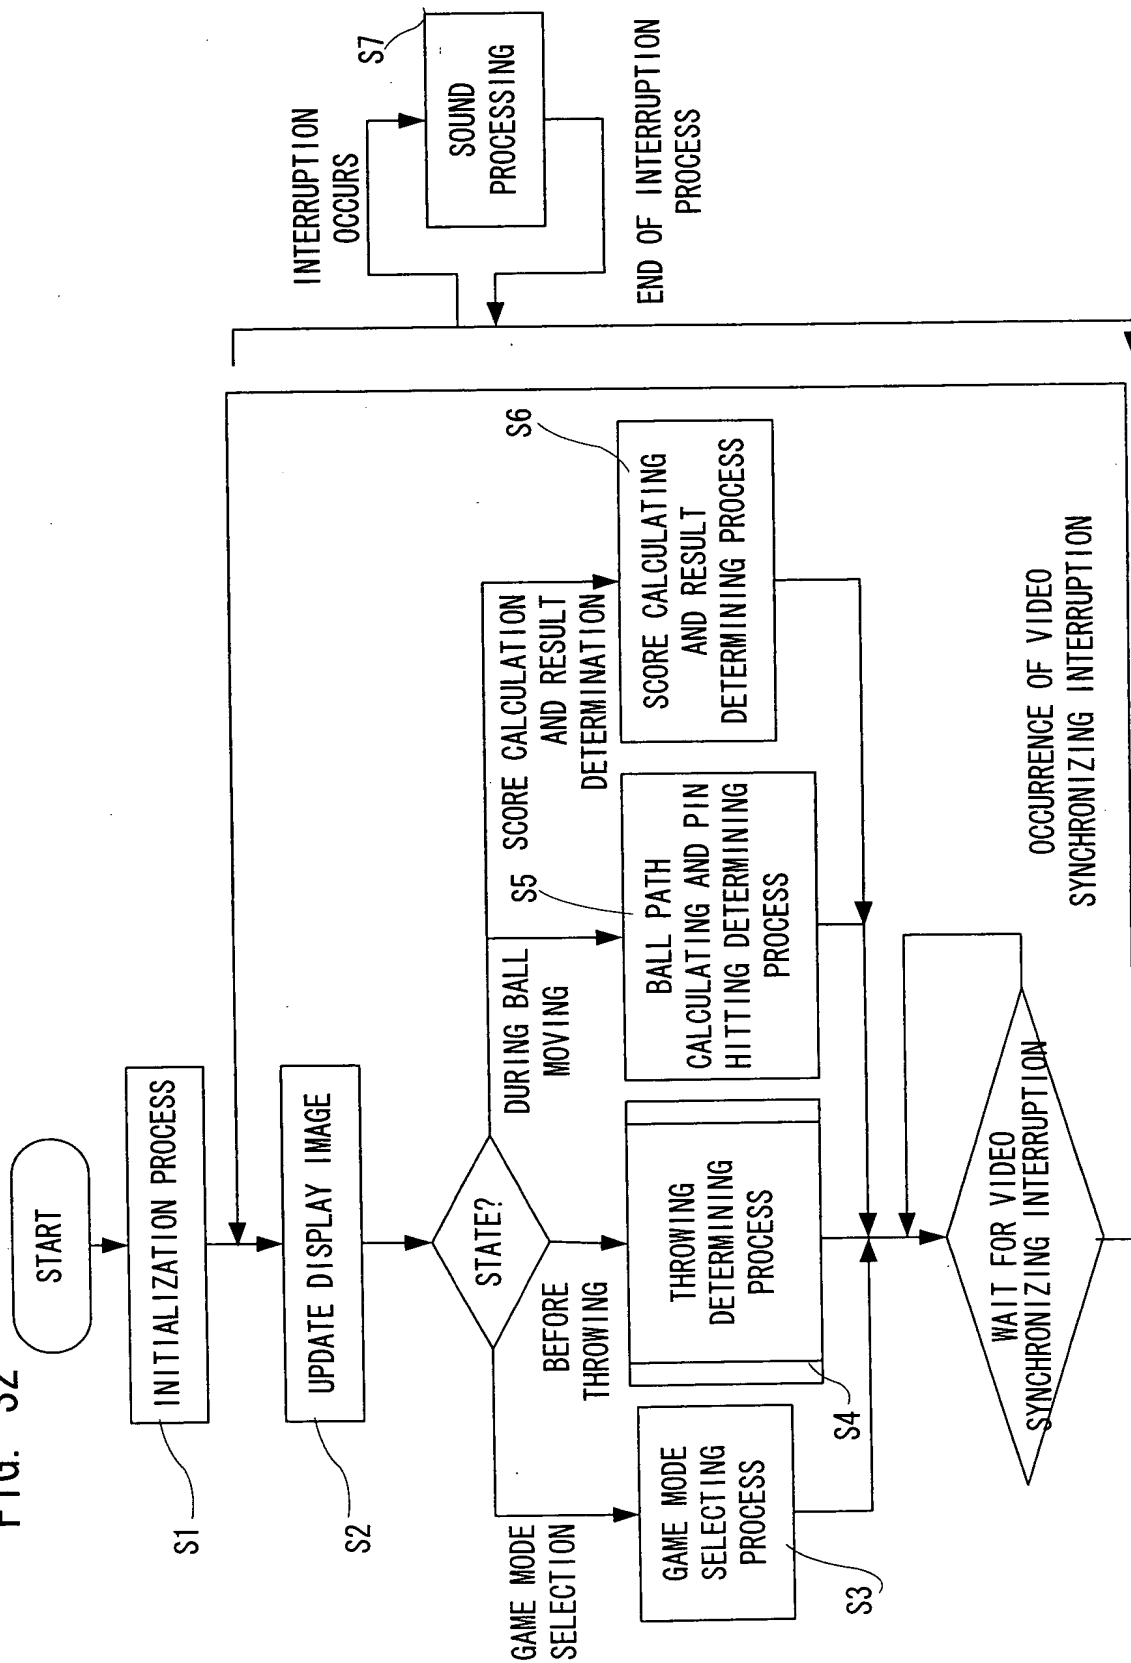 FIG. 32
START
INITIALIZATION PROCESS
S1
UPDATE DISPLAY IMAGE
S2
STATE?
GAME MODE
SELECTION
BEFORE
THROWING
DURING BALL
MOVING
SCORE CALCULATION
AND RESULT
DETERMINATION
GAME MODE
SELECTING
PROCESS
S3
THROWING
DETERMINING
PROCESS
S4
BALL PATH
CALCULATING AND PIN
HITTING DETERMINING
PROCESS
S5
SCORE CALCULATING
AND RESULT
DETERMINING PROCESS
S6
WAIT FOR VIDEO
SYNCHRONIZING INTERRUPTION
OCCURRENCE OF VIDEO
SYNCHRONIZING INTERRUPTION
INTERRUPTION
OCCURS
SOUND
PROCESSING
S7
END OF INTERRUPTION
PROCESS